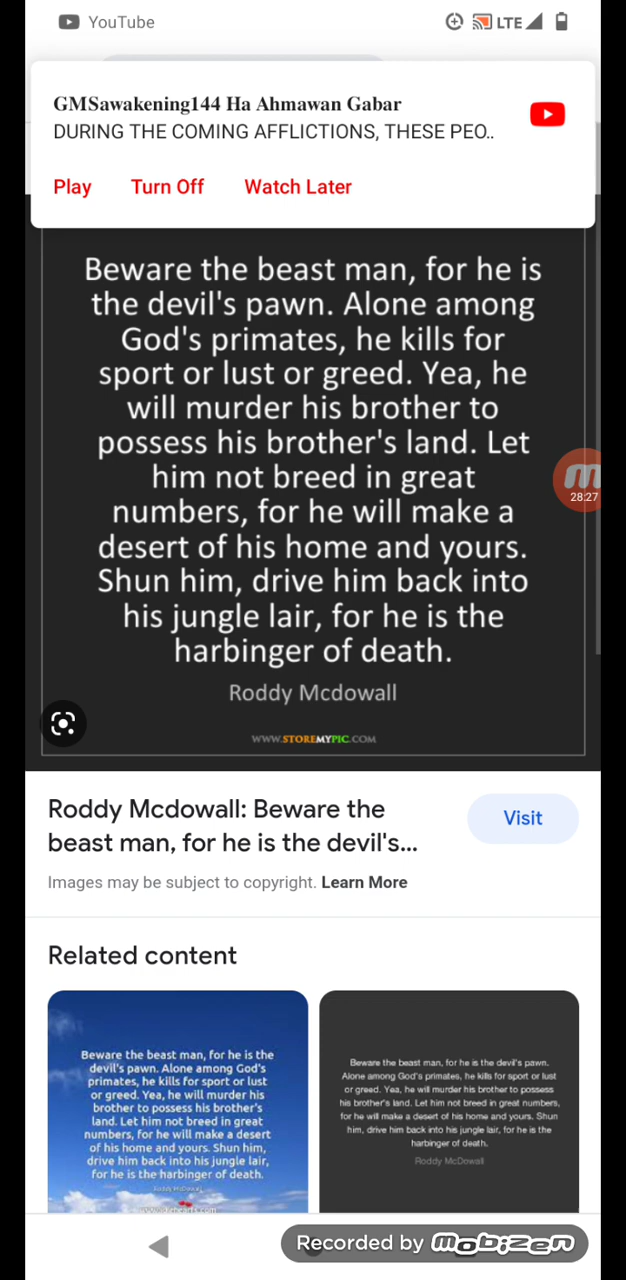 YouTube
LTE
GMSawakening144 Ha Ahmawan Gabar
DURING THE COMING AFFLICTIONS, THESE PEO..
Play Turn Off Watch Later
Beware the beast man, for he is
the devil's pawn. Alone among
God's primates, he kills for
sport or lust or greed. Yea, he
will murder his brother to
possess his brother's land. Let
him not breed in great
numbers, for he will make a
desert of his home and yours.
Shun him, drive him back into
his jungle lair, for he is the
harbinger of death.
Roddy Mcdowall
WWW.STOREMYPIC.COM
28:27
Roddy Mcdowall: Beware the
beast man, for he is the devil's...
Visit
Images may be subject to copyright. Learn More
Related content
Beware the beast man, for he is the
devil's pawn. Alone among God's
primates, he kills for sport or lust
or greed. Yea, he will murder his
brother to possess his brother's
land. Let him not breed in great
numbers, for he will make a desert
of his home and yours. Shun him,
drive him back into his jungle lair,
for he is the harbinger of death.
Roddy McDowall
Beware the beast man, for he is the devil's pawn.
Alone among God's primates, he kills for sport or lust
or greed. Yea, he will murder his brother to possess
his brother's land. Let him not breed in great numbers,
for he will make a desert of his home and yours. Shun
him, drive him back into his jungle lair, for he is the
harbinger of death.
Roddy McDowall
Recorded by mobizen